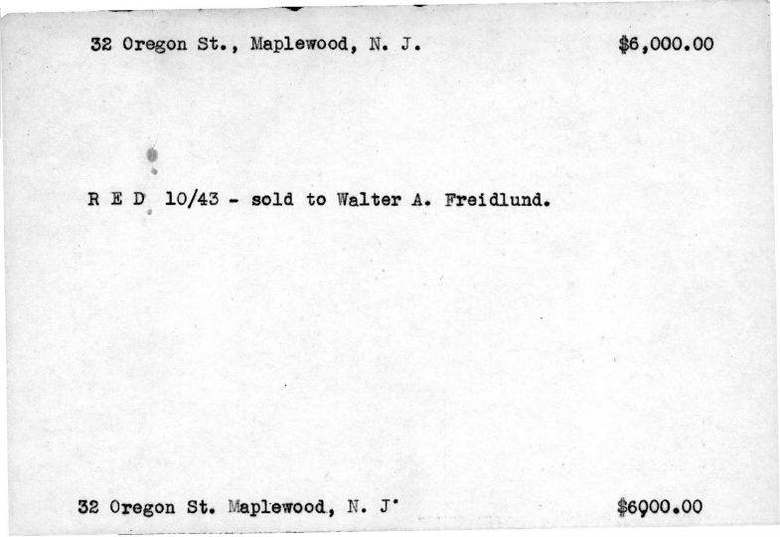 32 Oregon St., Maplewood, N. J. $6,000.00
R E D 10/43 - sold to Walter A. Freidlund.
32 Oregon St. Maplewood, N. J. $6000.00